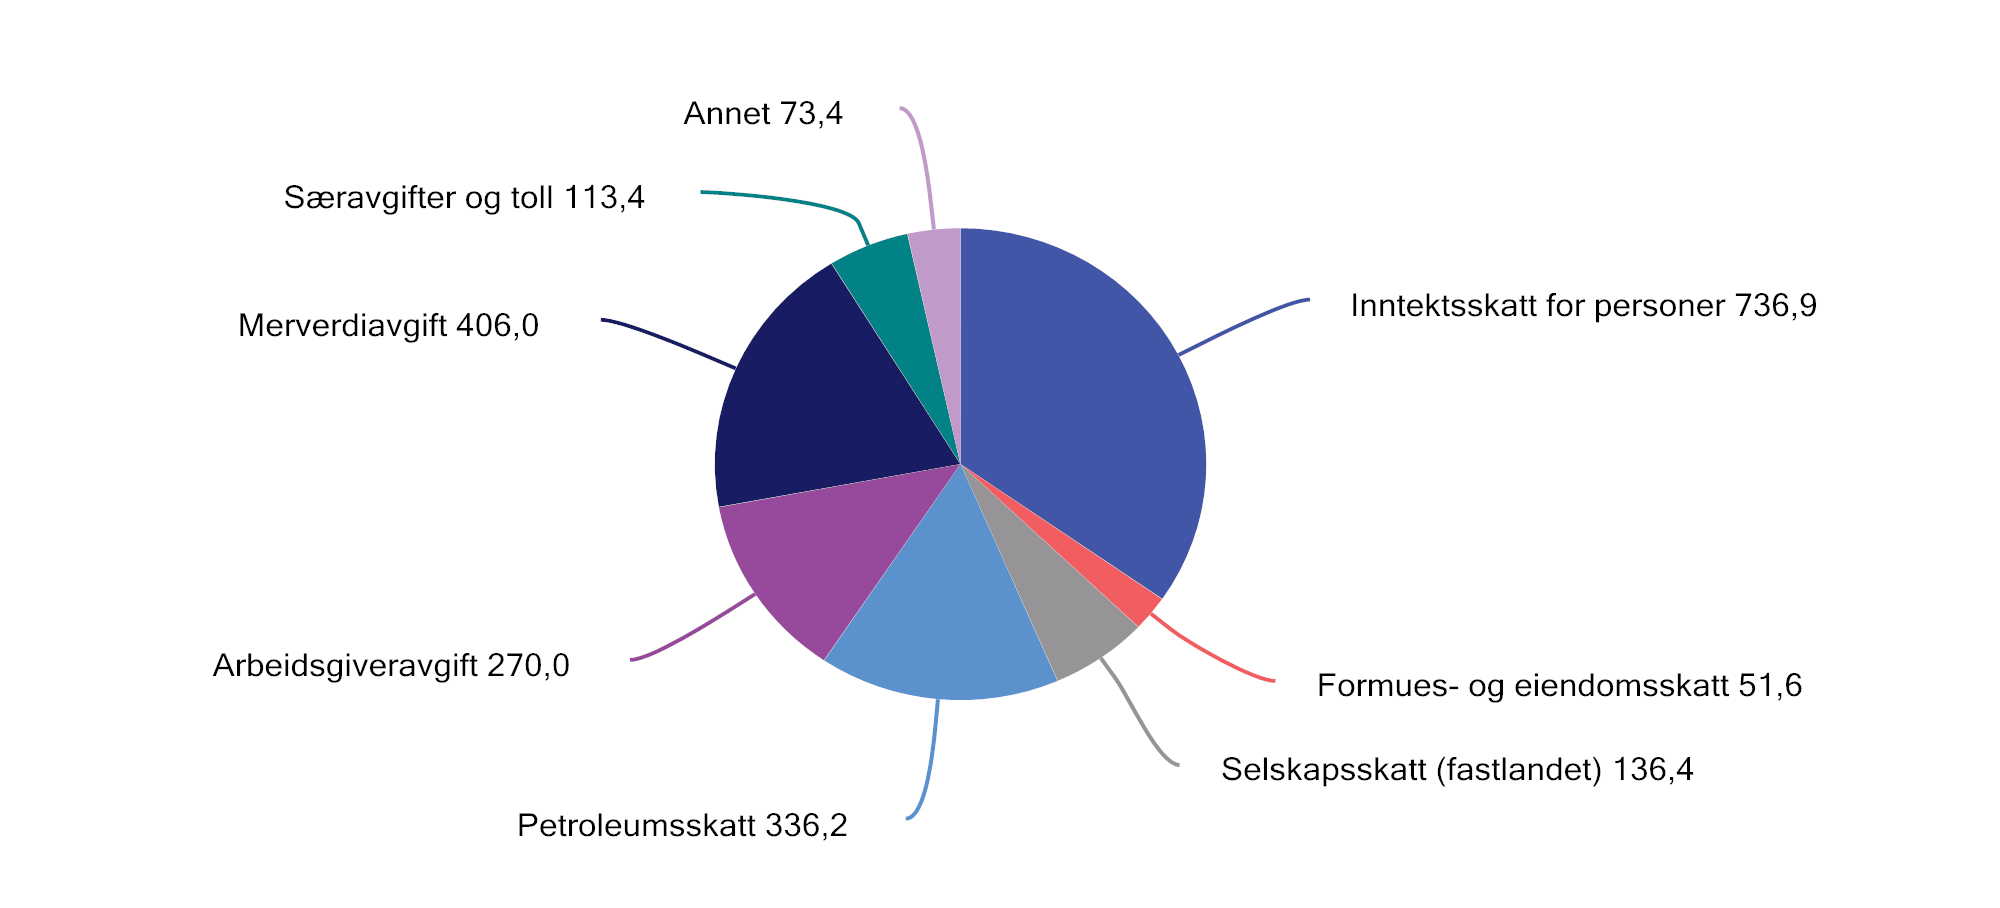 Annet 73,4
Særavgifter og toll 113,4
Inntektsskatt for personer 736,9
Merverdiavgift 406,0
Arbeidsgiveravgift 270,0
Formues- og eiendomsskatt 51,6
Selskapsskatt (fastlandet) 136,4
Petroleumsskatt 336,2